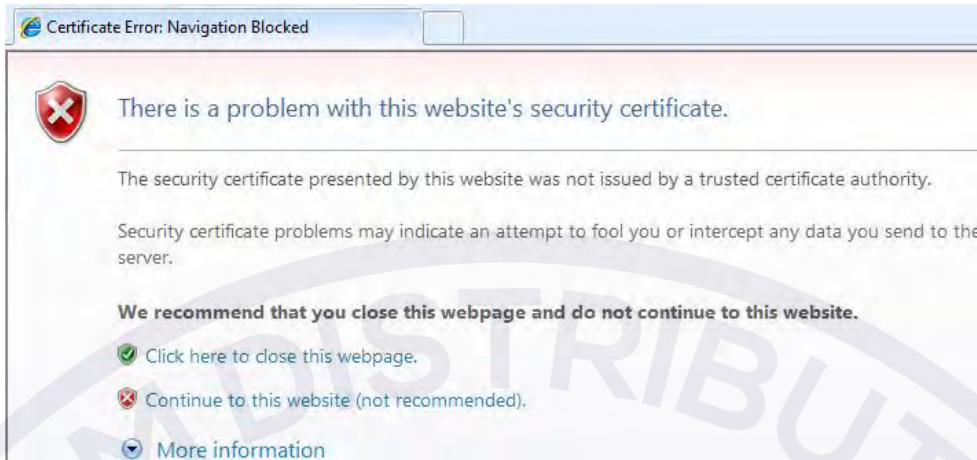 Certificate Error: Navigation Blocked
There is a problem with this website's security certificate.
The security certificate presented by this website was not issued by a trusted certificate authority.
Security certificate problems may indicate an attempt to fool you or intercept any data you send to the
server.
We recommend that you close this webpage and do not continue to this website.
Click here to close this webpage.
Continue to this website (not recommended).
More information
M DISTRIBUT